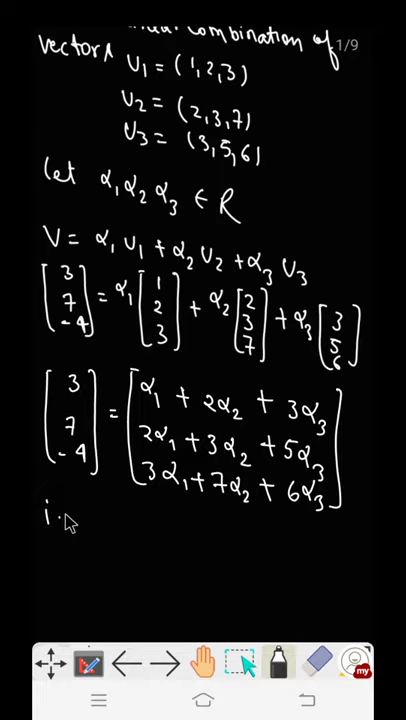 combination of
1/9
vectors
U₁ = (1,2,3)
U₂ = (2,3,7)
U₃ = (3,5,6)
let α₁ α₂ α₃ ∈ R
V = α₁ U₁ + α₂ U₂ + α₃ U₃
[3 7 -4] = α₁ [1 2 3] + α₂ [2 3 7] + α₃ [3 5 6]
[3 7 -4] = [α₁ + 2α₂ + 3α₃
2α₁ + 3α₂ + 5α₃
3α₁ + 7α₂ + 6α₃]
i.
my